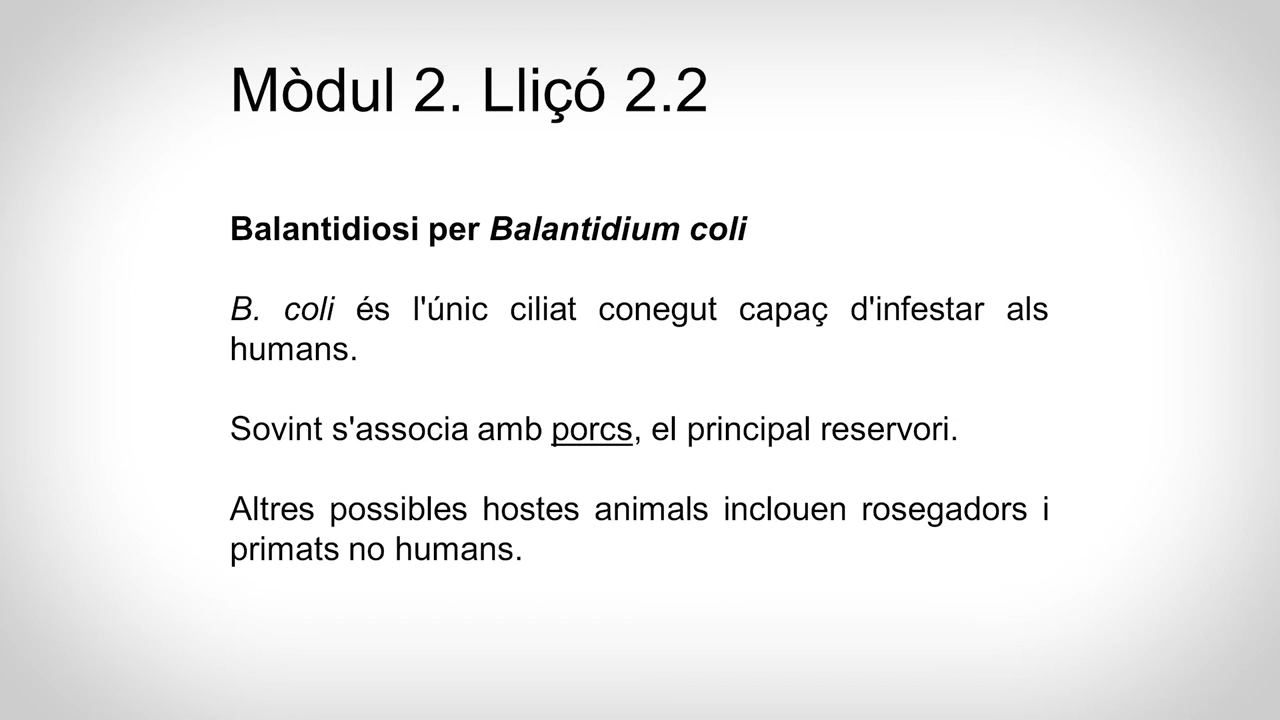 Mòdul 2. Lliçó 2.2
Balantidiosi per Balantidium coli
B. coli és l'únic ciliat conegut capaç d'infestar als
humans.
Sovint s'associa amb porcs, el principal reservori.
Altres possibles hostes animals inclouen rosegadors i
primats no humans.